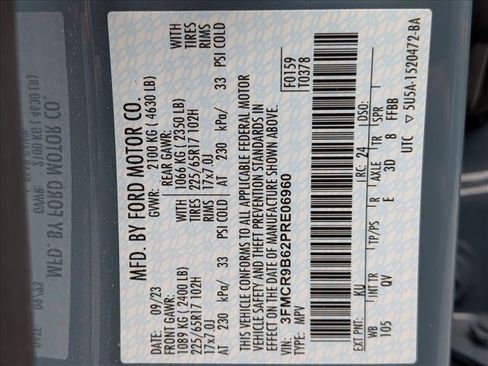 MFD. BY FORD MOTOR CO.
DATE: 09/23 GVWR: 2100 KG ( 4630 LB)
FRONT GAWR: REAR GAWR: WITH
1089 KG ( 2400 LB) 1066 KG ( 2350 LB) TIRES
225/65R17 102H 225/65R17 102H RIMS
17x7.0J 17x7.0J
AT 230 kPa/ 33 PSI COLD AT 230 kPa/ 33 PSI COLD
THIS VEHICLE CONFORMS TO ALL APPLICABLE FEDERAL MOTOR
VEHICLE SAFETY AND THEFT PREVENTION STANDARDS IN
EFFECT ON THE DATE OF MANUFACTURE SHOWN ABOVE.
VIN: 3FMCR9B62PRE06960 F0159
TYPE: MPV T0378
EXT PNT: KU RC: 24 DSO:
WB INT TR TP/PS R AXLE TR SPR
105 QV E 3D 8 FFBB
UTC 5U5A-1520472-BA